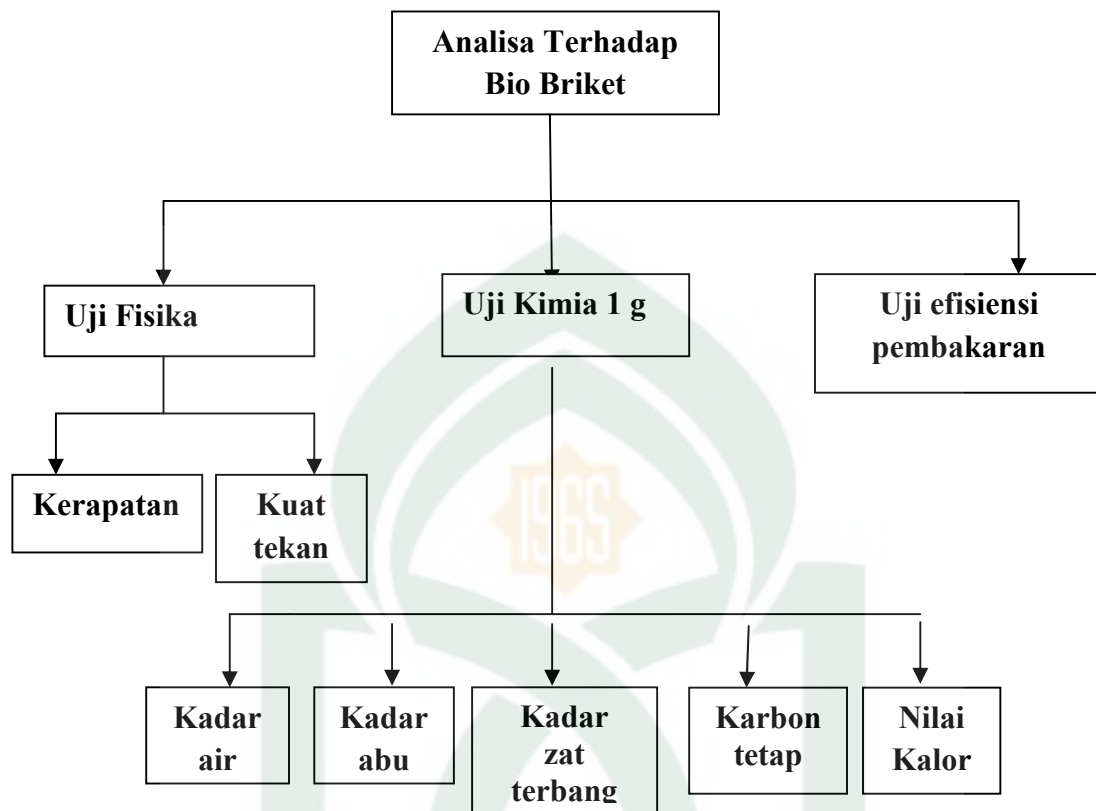 Analisa Terhadap
Bio Briket
Uji Fisika
Uji Kimia 1 g
Uji efisiensi
pembakaran
Kerapatan
Kuat
tekan
1965
Kadar
air
Kadar
abu
Kadar
zat
terbang
Karbon
tetap
Nilai
Kalor